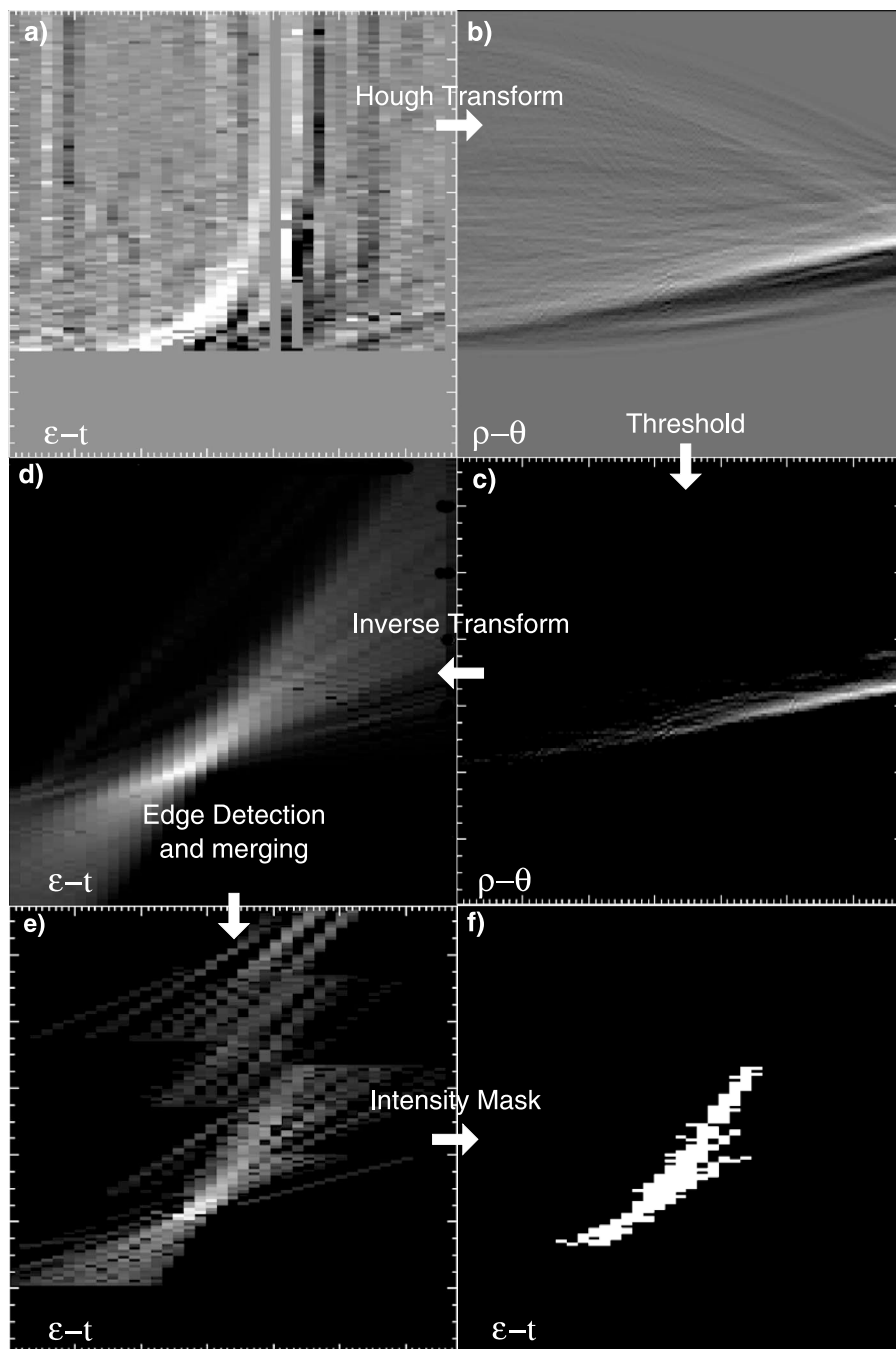 a)
b)
Hough Transform
ε−t
ρ−θ
Threshold
d)
c)
Inverse Transform
Edge Detection
and merging
ε−t
ρ−θ
e)
f)
Intensity Mask
ε−t
ε−t